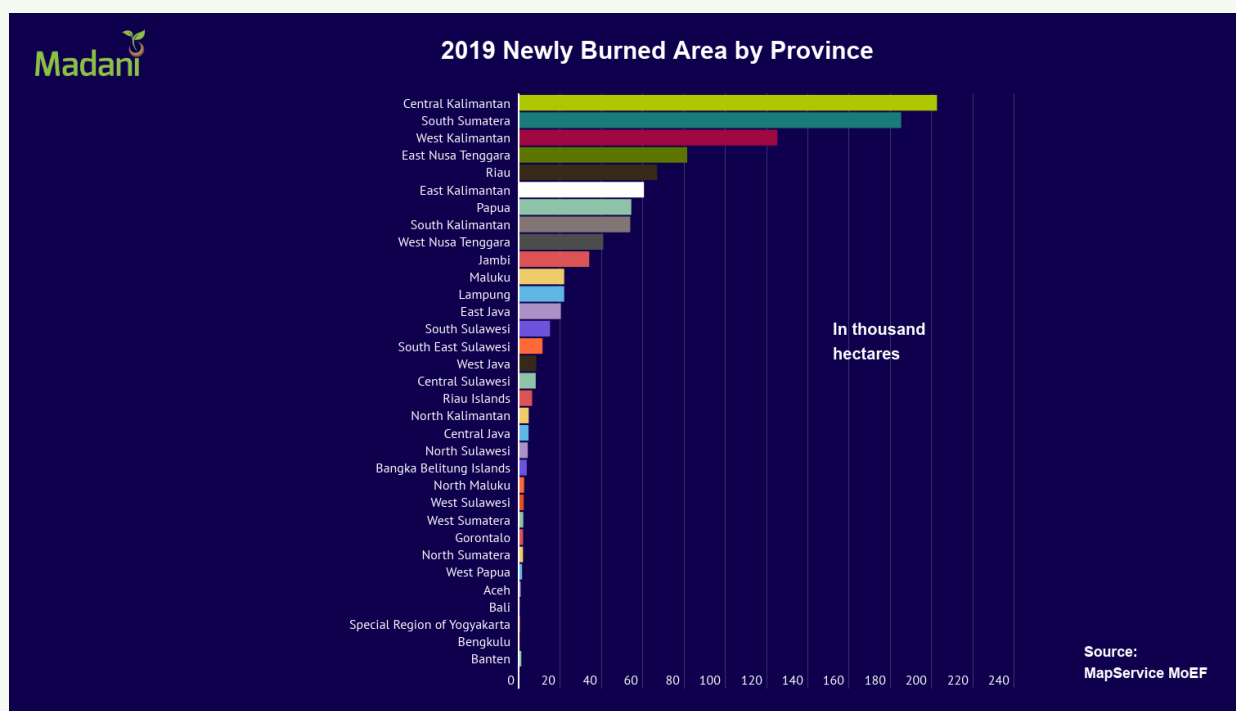 Madani
2019 Newly Burned Area by Province
Central Kalimantan
South Sumatera
West Kalimantan
East Nusa Tenggara
Riau
East Kalimantan
Papua
South Kalimantan
West Nusa Tenggara
Jambi
Maluku
Lampung
East Java
South Sulawesi
South East Sulawesi
West Java
Central Sulawesi
Riau Islands
North Kalimantan
Central Java
North Sulawesi
Bangka Belitung Islands
North Maluku
West Sulawesi
West Sumatera
Gorontalo
North Sumatera
West Papua
Aceh
Bali
Special Region of Yogyakarta
Bengkulu
Banten
0 20 40 60 80 100 120 140 160 180 200 220 240
In thousand
hectares
Source:
MapService MoEF